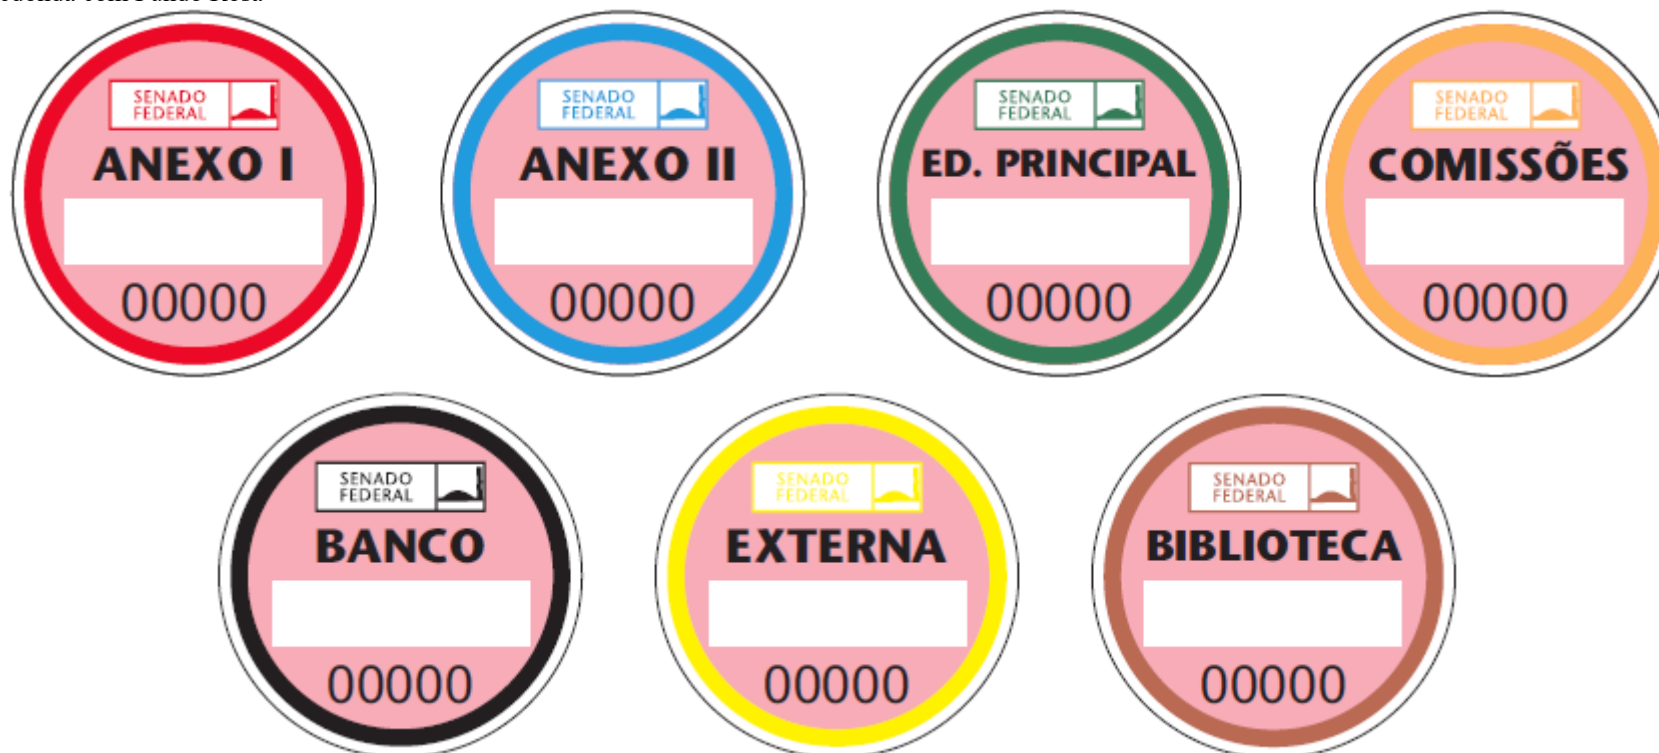 SENADO
FEDERAL
ANEXO I
00000
SENADO
FEDERAL
ANEXO II
00000
SENADO
FEDERAL
ED. PRINCIPAL
00000
SENADO
FEDERAL
COMISSÕES
00000
SENADO
FEDERAL
BANCO
00000
SENADO
FEDERAL
EXTERNA
00000
SENADO
FEDERAL
BIBLIOTECA
00000